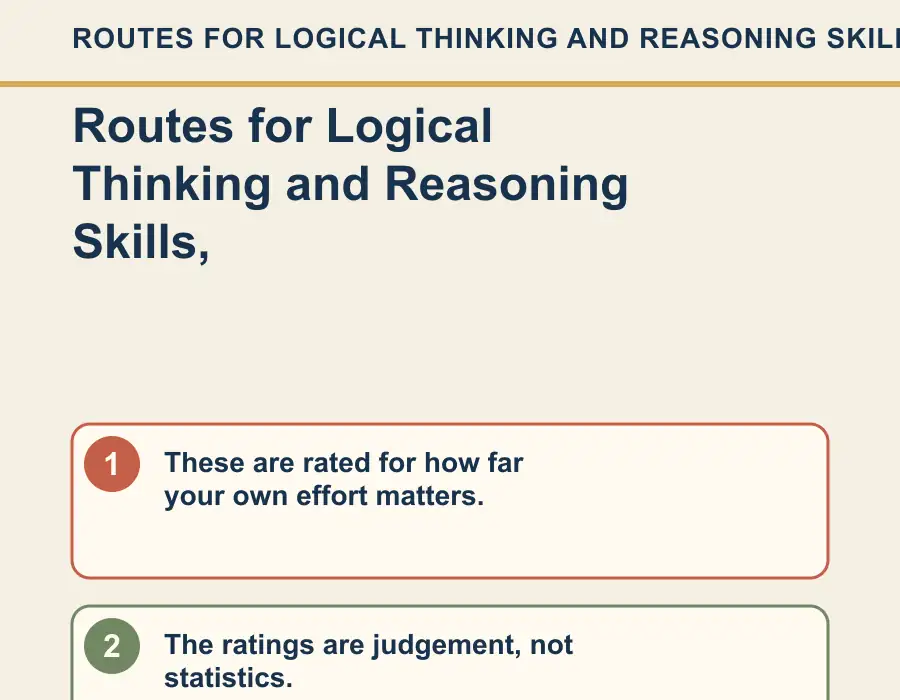 ROUTES FOR LOGICAL THINKING AND REASONING
Routes for Logical
Thinking and Reasoning
Skills,
1
These are rated for how far
your own effort matters.
2
The ratings are judgement, not
statistics.